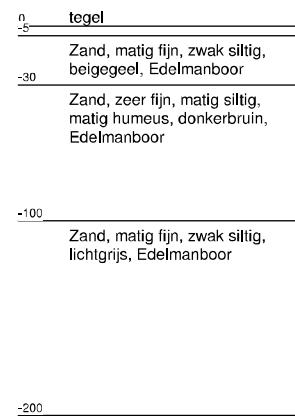 0
tegel
-5
Zand, matig fijn, zwak siltig,
beigegeel, Edelmanboor
-30
Zand, zeer fijn, matig siltig,
matig humeus, donkerbruin,
Edelmanboor
-100
Zand, matig fijn, zwak siltig,
lichtgrijs, Edelmanboor
-200